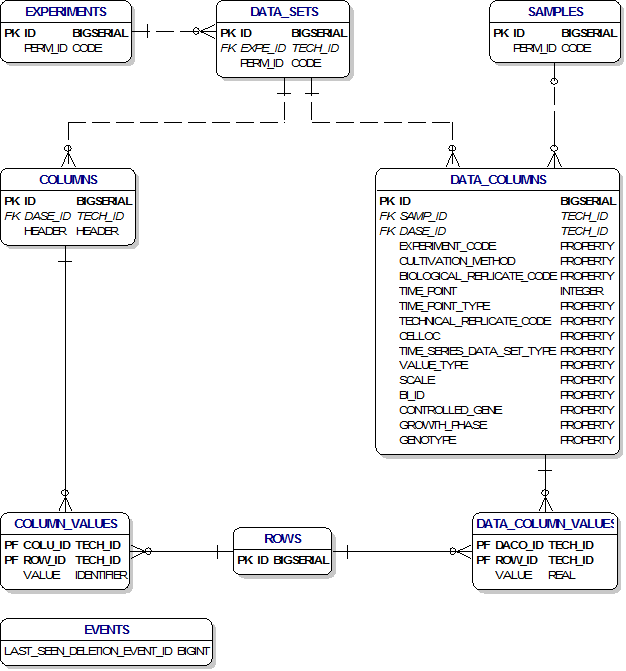 EXPERIMENTS
PK ID BIGSERIAL
PERM_ID CODE
DATA_SETS
PK ID BIGSERIAL
FK EXPE_ID TECH_ID
PERM_ID CODE
SAMPLES
PK ID BIGSERIAL
PERM_ID CODE
COLUMNS
PK ID BIGSERIAL
FK DASE_ID TECH_ID
HEADER HEADER
DATA_COLUMNS
PK ID BIGSERIAL
FK SAMP_ID TECH_ID
FK DASE_ID TECH_ID
EXPERIMENT_CODE PROPERTY
CULTIVATION_METHOD PROPERTY
BIOLOGICAL_REPLICATE_CODE PROPERTY
TIME_POINT INTEGER
TIME_POINT_TYPE PROPERTY
TECHNICAL_REPLICATE_CODE PROPERTY
CELLOC PROPERTY
TIME_SERIES_DATA_SET_TYPE PROPERTY
VALUE_TYPE PROPERTY
SCALE PROPERTY
BI_ID PROPERTY
CONTROLLED_GENE PROPERTY
GROWTH_PHASE PROPERTY
GENOTYPE PROPERTY
COLUMN_VALUES
PF COLU_ID TECH_ID
PF ROW_ID TECH_ID
VALUE IDENTIFIER
ROWS
PK ID BIGSERIAL
DATA_COLUMN_VALUES
PF DACO_ID TECH_ID
PF ROW_ID TECH_ID
VALUE REAL
EVENTS
LAST_SEEN_DELETION_EVENT_ID BIGINT